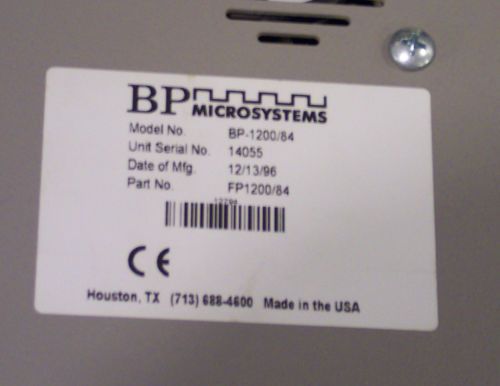 BP MICROSYSTEMS
Model No. BP-1200/84
Unit Serial No. 14055
Date of Mfg. 12/13/96
Part No. FP1200/84
CE
Houston, TX (713) 688-4600 Made in the USA